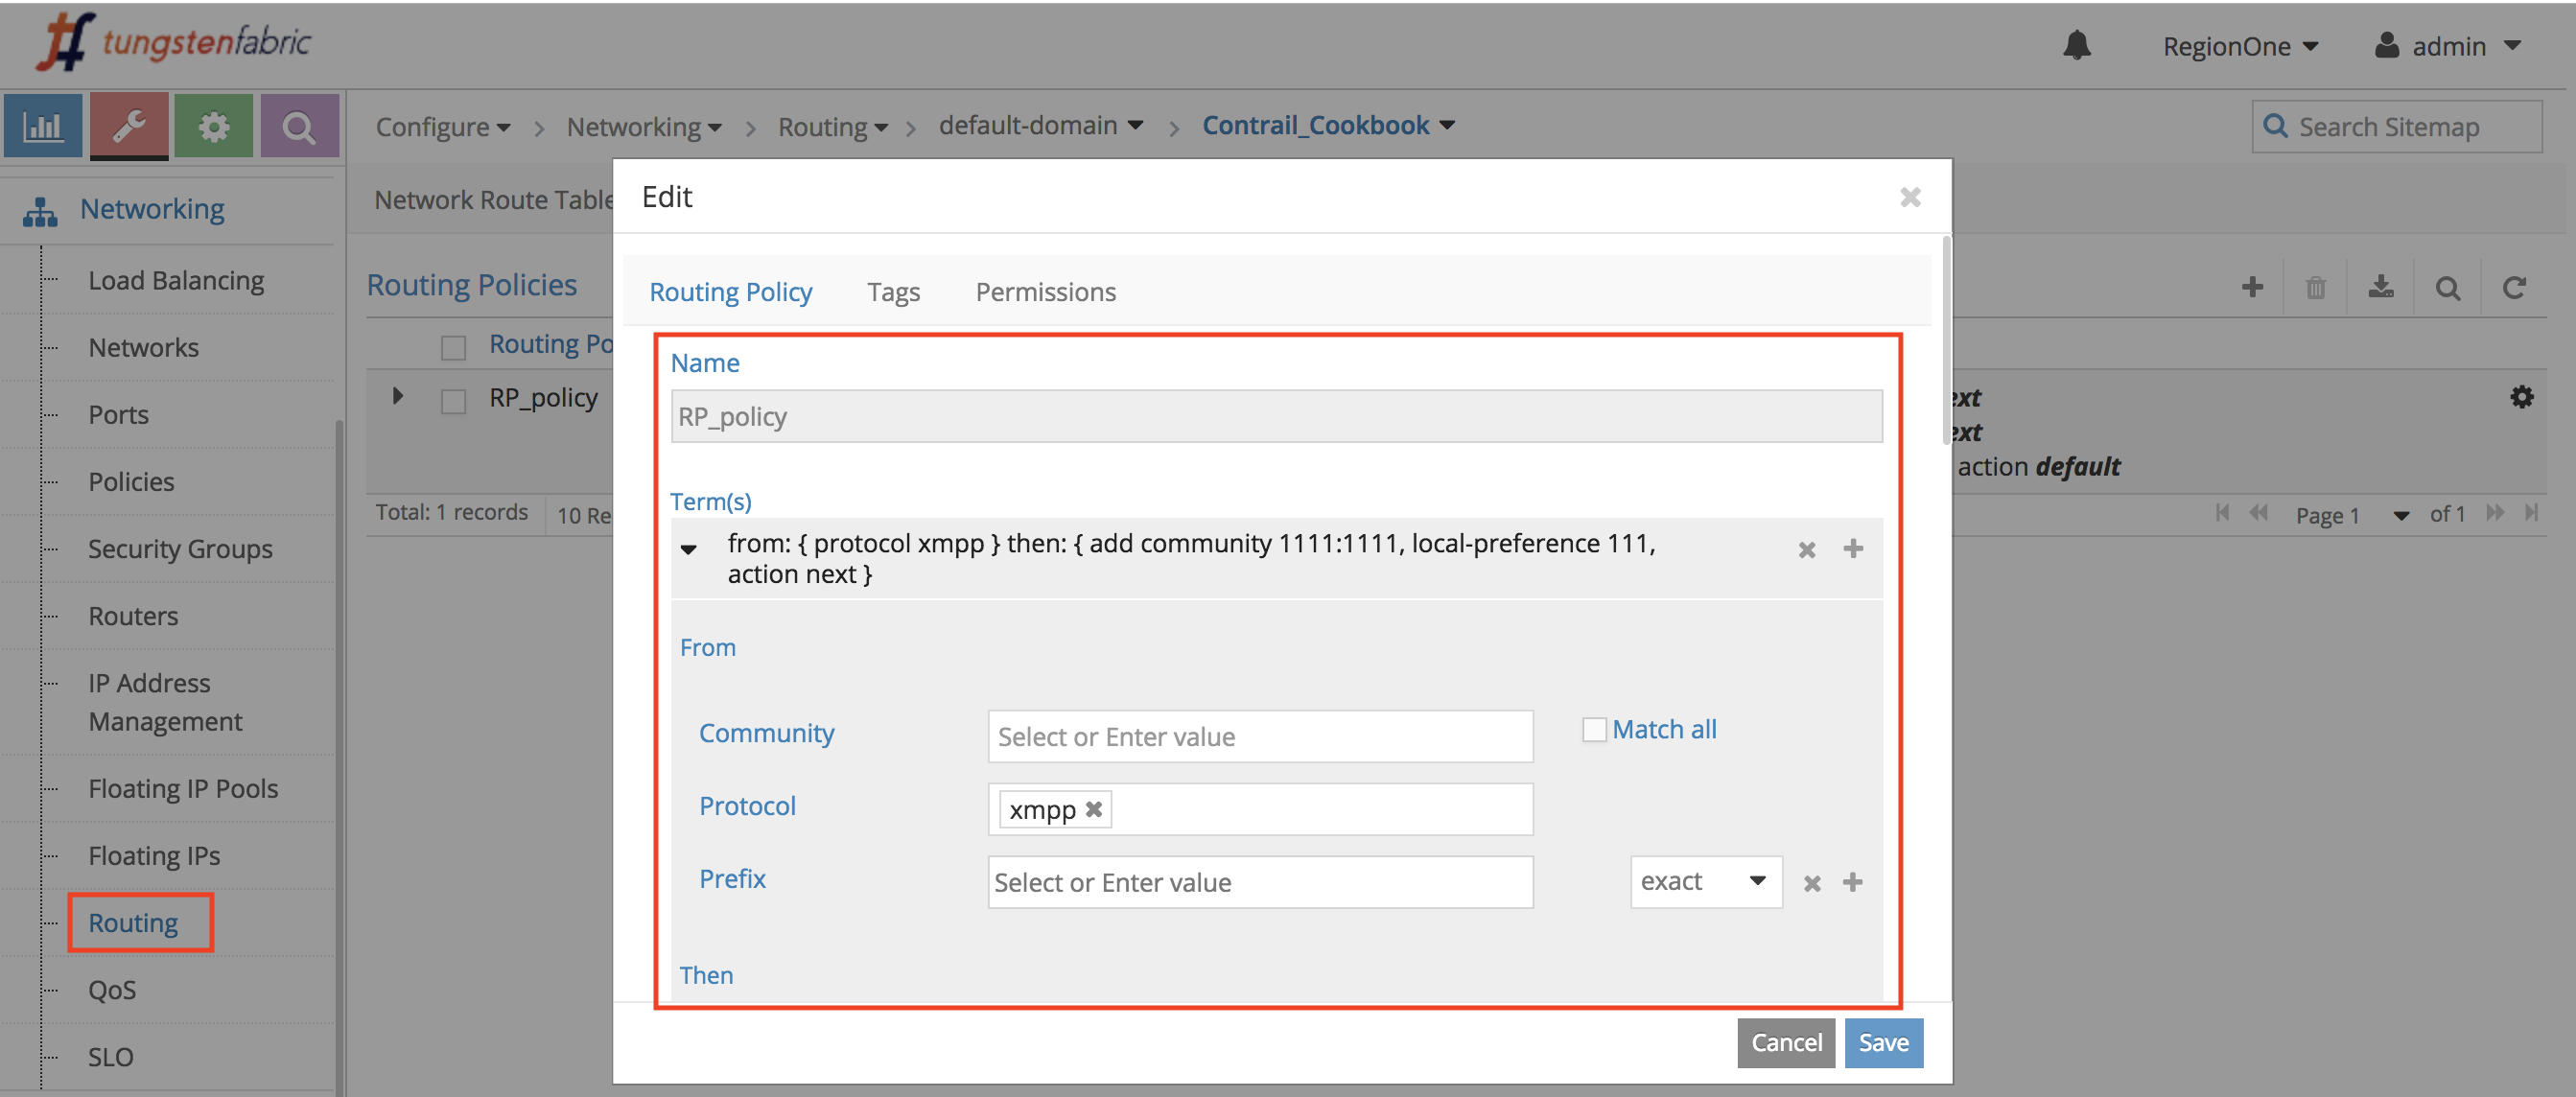 tungstenfabric
RegionOne
admin
Configure > Networking > Routing > default-domain > Contrail_Cookbook
Search Sitemap
Networking
Load Balancing
Networks
Ports
Policies
Security Groups
Routers
IP Address
Management
Floating IP Pools
Floating IPs
Routing
QoS
SLO
Network Route Table
Routing Policies
Routing Po
RP_policy
ext
ext
action default
Total: 1 records
10 Re
Page 1 of 1
Edit
Routing Policy Tags Permissions
Name
RP_policy
Term(s)
from: { protocol xmpp } then: { add community 1111:1111, local-preference 111,
action next }
From
Community Select or Enter value Match all
Protocol xmpp
Prefix Select or Enter value exact
Then
Cancel Save